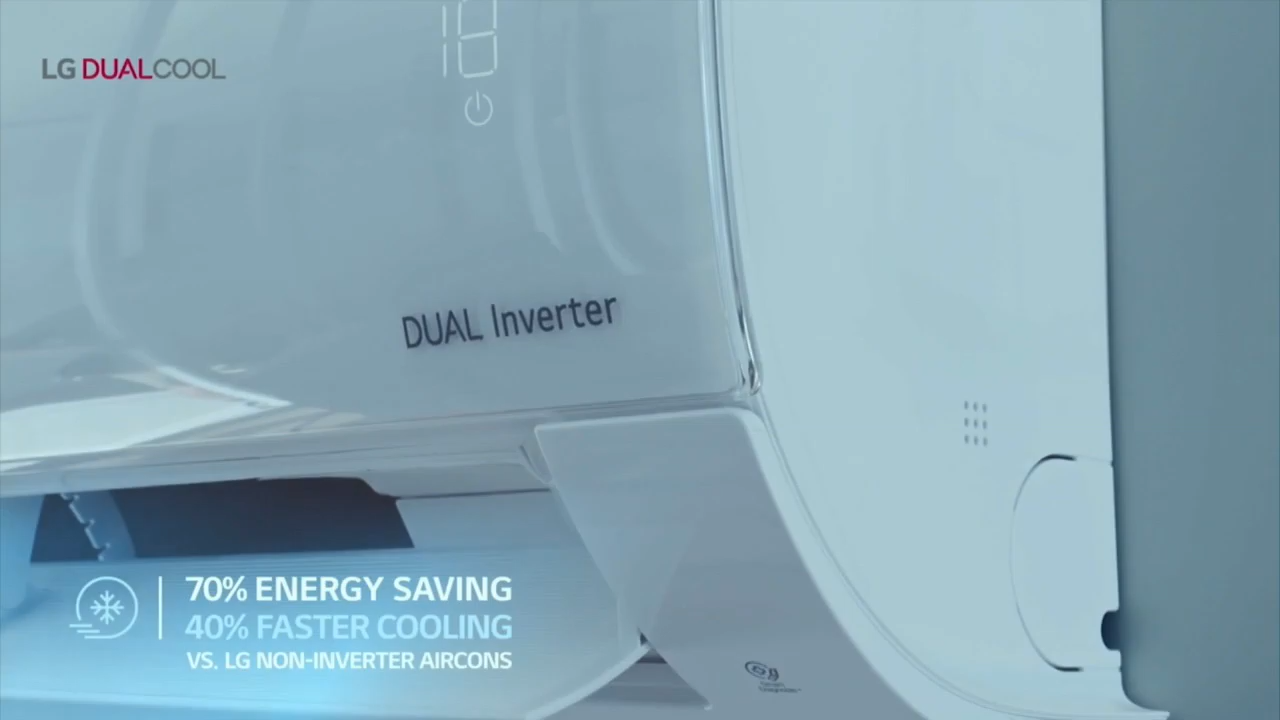 LG DUALCOOL
18
DUAL Inverter
70% ENERGY SAVING
40% FASTER COOLING
VS. LG NON-INVERTER AIRCONS